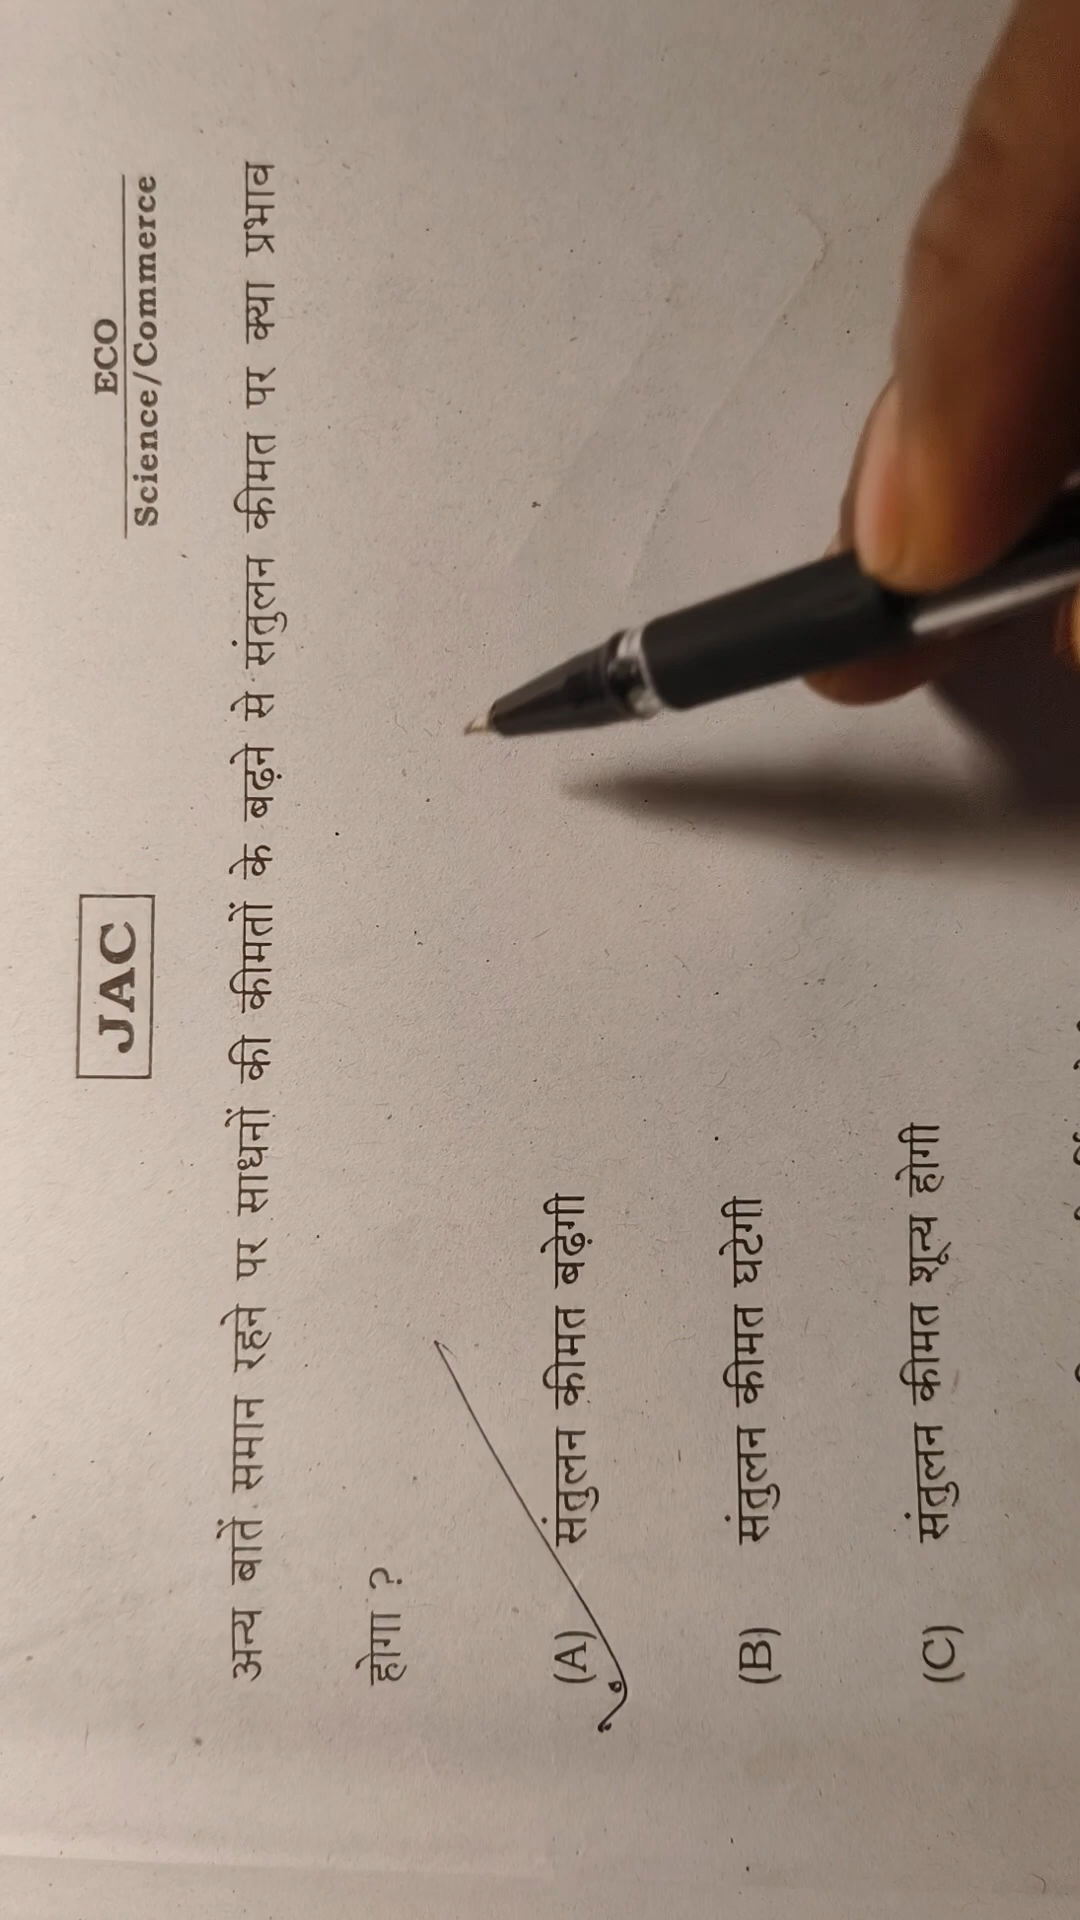 JAC
ECO
Science/Commerce
अन्य बातें समान रहने पर साधनों की कीमतों के बढ़ने से संतुलन कीमत पर क्या प्रभाव
होगा ?
(A) संतुलन कीमत बढ़ेगी
(B) संतुलन कीमत घटेगी
(C) संतुलन कीमत शून्य होगी